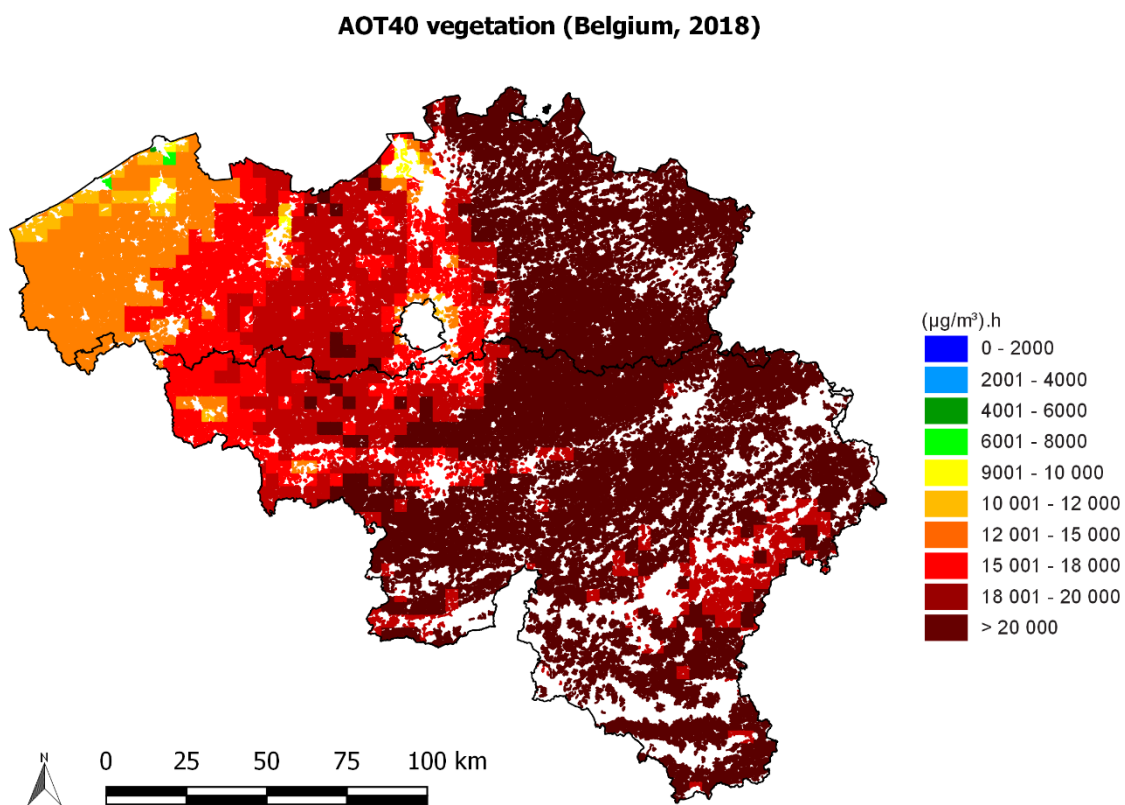 AOT40 vegetation (Belgium, 2018)
(µg/m³).h
0 - 2000
2001 - 4000
4001 - 6000
6001 - 8000
9001 - 10 000
10 001 - 12 000
12 001 - 15 000
15 001 - 18 000
18 001 - 20 000
> 20 000
N
0 25 50 75 100 km